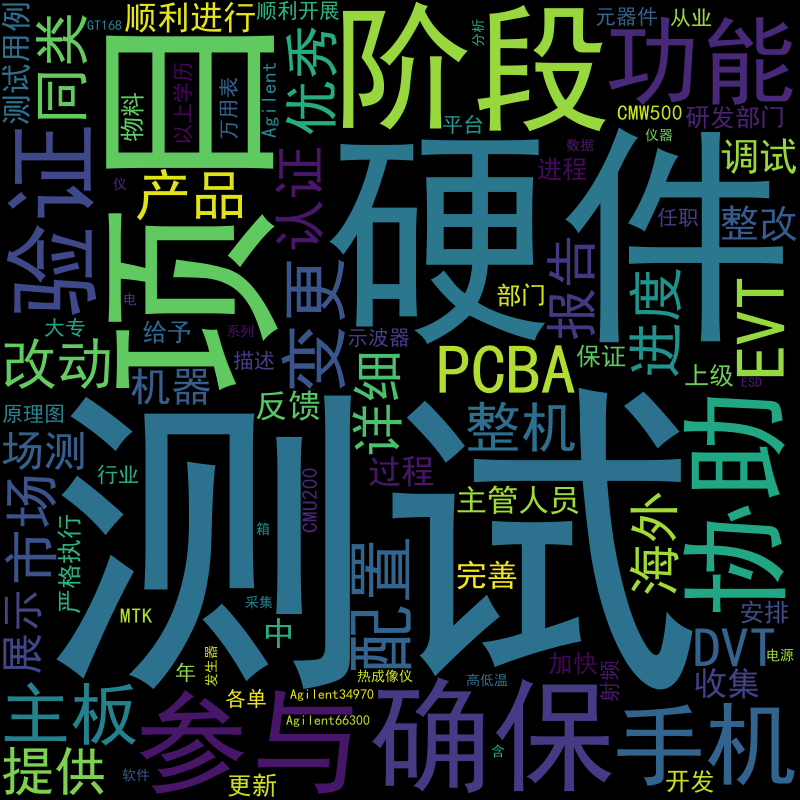 测试用例
同类
GT168
顺利进行
顺利开展
元器件
从业
项目
阶段
功能
优秀
分析
物料
以上学历
万用表
Agilent
平台
CMW500
研发部门
仪器
数据
验证
产品
认证
硬件
进程
调试
仪
任职
整改
电
变更
报告
部门
进度
EVT
大专
给予
系列
示波器
描述
PCBA
保证
上级
ESD
改动
机器
反馈
详细
协助
原理图
场测
整机
行业
过程
主管人员
海外
市场
CMU200
严格执行
箱
测试
配置
完善
展示
MTK
采集
中
安排
DVT
电源
年
发生器
热成像仪
高低温
加快
射频
收集
主板
各单
Agilent34970
参与
确保
手机
Agilent66300
提供
软件
更新
含
开发